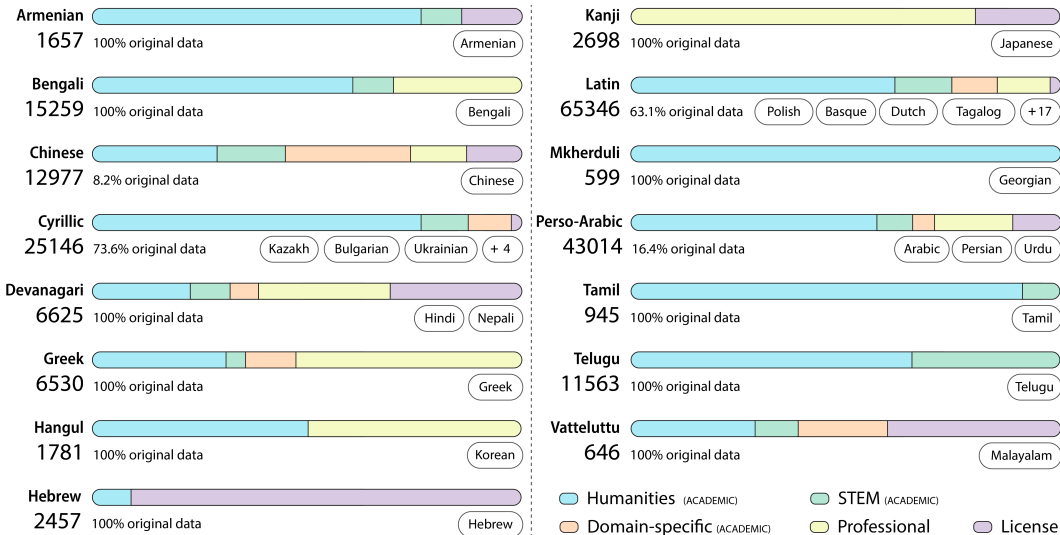 Armenian
1657 100% original data Armenian
Bengali
15259 100% original data Bengali
Chinese
12977 8.2% original data Chinese
Cyrillic
25146 73.6% original data Kazakh Bulgarian Ukrainian + 4
Devanagari
6625 100% original data Hindi Nepali
Greek
6530 100% original data Greek
Hangul
1781 100% original data Korean
Hebrew
2457 100% original data Hebrew
Kanji
2698 100% original data Japanese
Latin
65346 63.1% original data Polish Basque Dutch Tagalog +17
Mkherduli
599 100% original data Georgian
Perso-Arabic
43014 16.4% original data Arabic Persian Urdu
Tamil
945 100% original data Tamil
Telugu
11563 100% original data Telugu
Vatteluttu
646 100% original data Malayalam
Humanities (ACADEMIC) STEM (ACADEMIC)
Domain-specific (ACADEMIC) Professional License